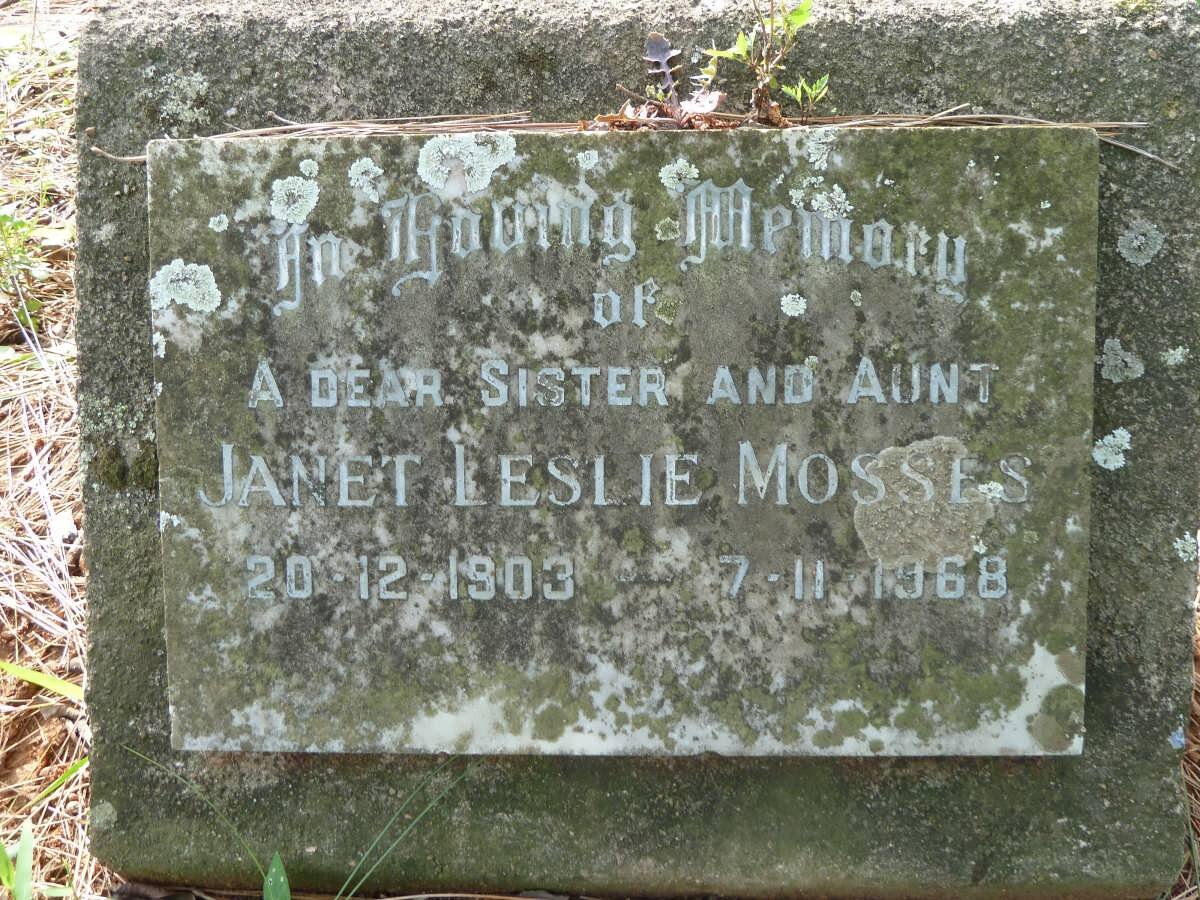 In Loving Memory
of
A DEAR SISTER AND AUNT
JANET LESLIE MOSSES
20-12-1903 — 7-11-1968